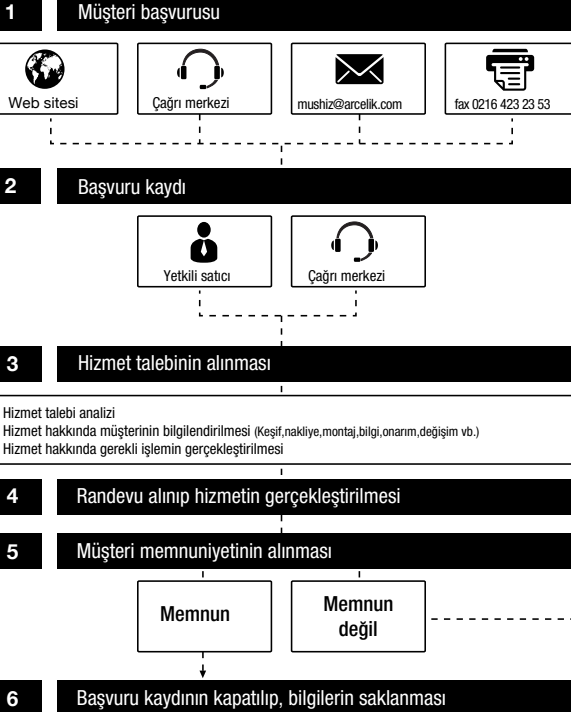 1 Müşteri başvurusu
Web sitesi
Çağrı merkezi
mushiz@arcelik.com
fax 0216 423 23 53
2 Başvuru kaydı
Yetkili satıcı
Çağrı merkezi
3 Hizmet talebinin alınması
Hizmet talebi analizi
Hizmet hakkında müşterinin bilgilendirilmesi (Keşif,nakliye,montaj,bilgi,onarım,değişim vb.)
Hizmet hakkında gerekli işlemin gerçekleştirilmesi
4 Randevu alınıp hizmetin gerçekleştirilmesi
5 Müşteri memnuniyetinin alınması
Memnun
Memnun
değil
6 Başvuru kaydının kapatılıp, bilgilerin saklanması